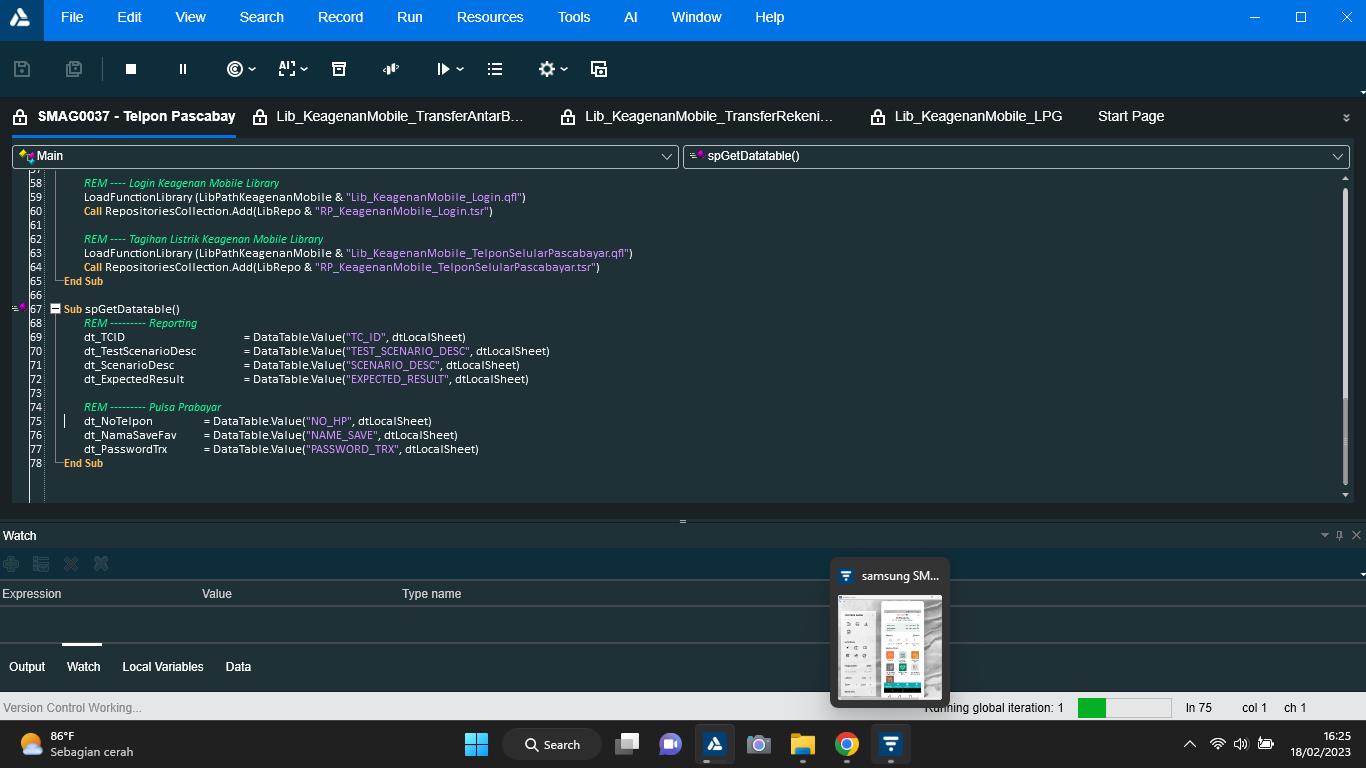 File Edit View Search Record Run Resources Tools AI Window Help
SMAG0037 - Telpon Pascabay Lib_KeagenanMobile_TransferAntarB... Lib_KeagenanMobile_TransferRekeni... Lib_KeagenanMobile_LPG Start Page
Main spGetDatatable()
57
58 REM ---- Login Keagenan Mobile Library
59 LoadFunctionLibrary (LibPathKeagenanMobile & "Lib_KeagenanMobile_Login.qfl")
60 Call RepositoriesCollection.Add(LibRepo & "RP_KeagenanMobile_Login.tsr")
61
62 REM ---- Tagihan Listrik Keagenan Mobile Library
63 LoadFunctionLibrary (LibPathKeagenanMobile & "Lib_KeagenanMobile_TelponSelularPascabayar.qfl")
64 Call RepositoriesCollection.Add(LibRepo & "RP_KeagenanMobile_TelponSelularPascabayar.tsr")
65 End Sub
66
67 Sub spGetDatatable()
68 REM --------- Reporting
69 dt_TCID = DataTable.Value("TC_ID", dtLocalSheet)
70 dt_TestScenarioDesc = DataTable.Value("TEST_SCENARIO_DESC", dtLocalSheet)
71 dt_ScenarioDesc = DataTable.Value("SCENARIO_DESC", dtLocalSheet)
72 dt_ExpectedResult = DataTable.Value("EXPECTED_RESULT", dtLocalSheet)
73
74 REM --------- Pulsa Prabayar
75 dt_NoTelpon = DataTable.Value("NO_HP", dtLocalSheet)
76 dt_NamaSaveFav = DataTable.Value("NAME_SAVE", dtLocalSheet)
77 dt_PasswordTrx = DataTable.Value("PASSWORD_TRX", dtLocalSheet)
78 End Sub
Watch
Expression Value Type name
samsung SM...
Output Watch Local Variables Data
Version Control Working... Running global iteration: 1 ln 75 col 1 ch 1
86°F
Sebagian cerah
Search
16:25
18/02/2023